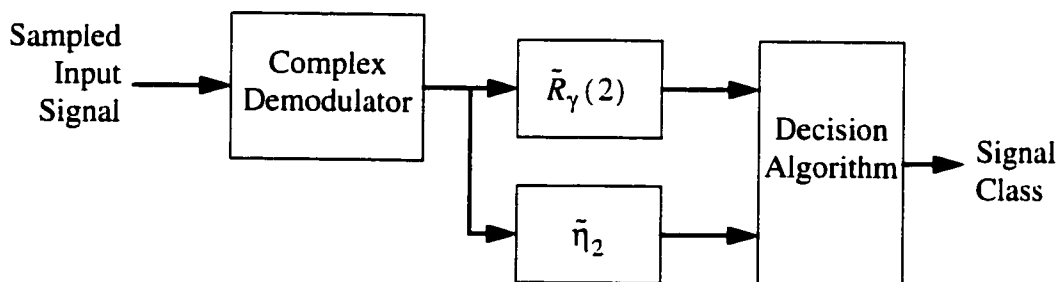 Sampled
Input
Signal
Complex
Demodulator
R̃γ(2)
η̃2
Decision
Algorithm
Signal
Class